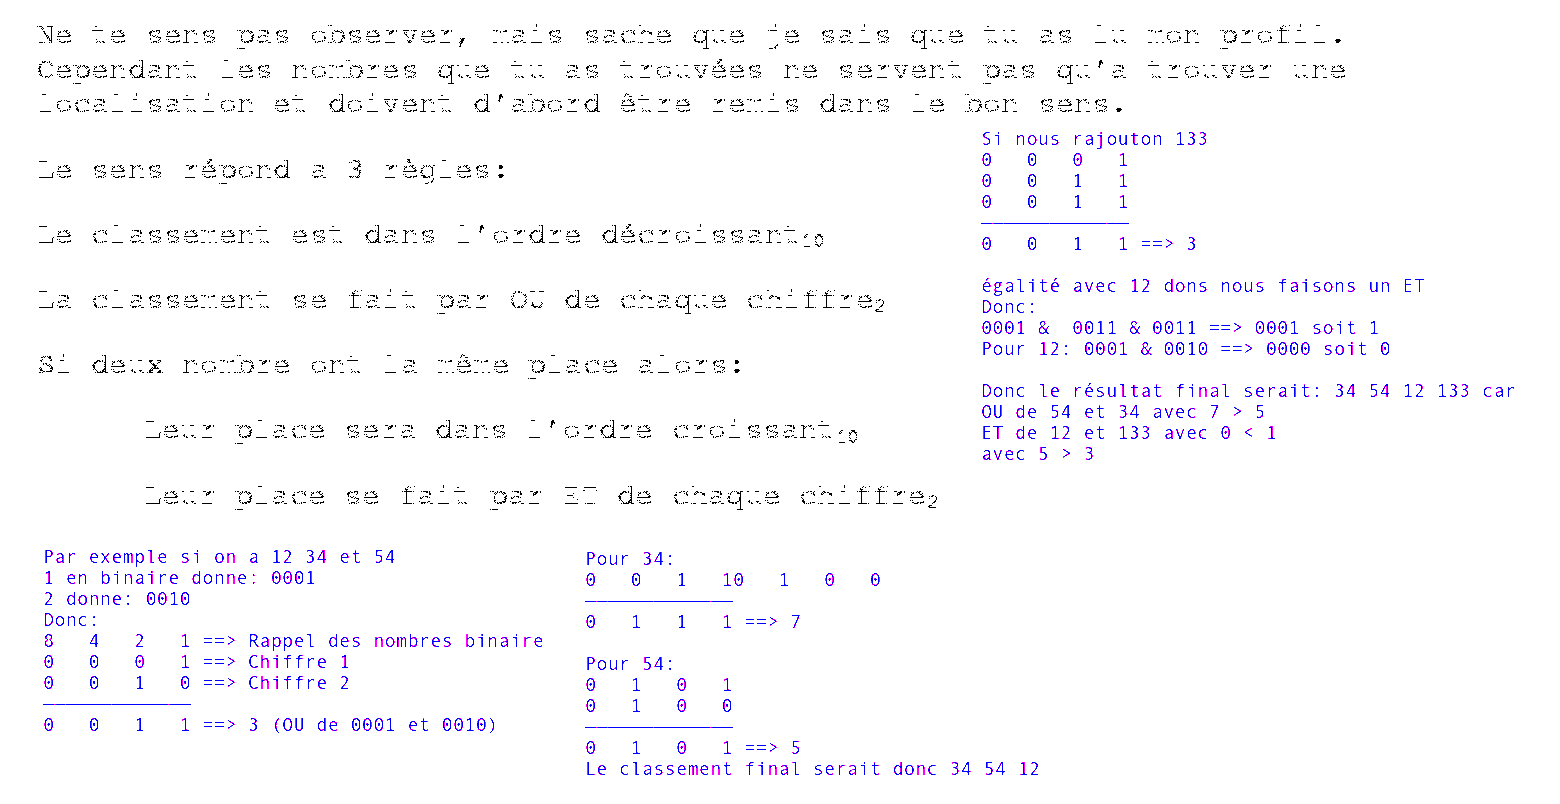 Ne te sens pas observer, mais sache que je sais que tu as lu mon profil.
Cependant les nombres que tu as trouvées ne servent pas qu'a trouver une
localisation et doivent d'abord être remis dans le bon sens.
Le sens répond a 3 règles:
Le classement est dans l'ordre décroissant₁₀
La classement se fait par OU de chaque chiffre₂
Si deux nombre ont la même place alors:
Leur place sera dans l'ordre croissant₁₀
Leur place se fait par ET de chaque chiffre₂
Si nous rajouton 133
0 0 0 1
0 0 1 1
0 0 1 1
0 0 1 1 ==> 3
égalité avec 12 dons nous faisons un ET
Donc:
0001 & 0011 & 0011 ==> 0001 soit 1
Pour 12: 0001 & 0010 ==> 0000 soit 0
Donc le résultat final serait: 34 54 12 133 car
OU de 54 et 34 avec 7 > 5
ET de 12 et 133 avec 0 < 1
avec 5 > 3
Par exemple si on a 12 34 et 54
1 en binaire donne: 0001
2 donne: 0010
Donc:
8 4 2 1 ==> Rappel des nombres binaire
0 0 0 1 ==> Chiffre 1
0 0 1 0 ==> Chiffre 2
0 0 1 1 ==> 3 (OU de 0001 et 0010)
Pour 34:
0 0 1 10 1 0 0
0 1 1 1 ==> 7
Pour 54:
0 1 0 1
0 1 0 0
0 1 0 1 ==> 5
Le classement final serait donc 34 54 12